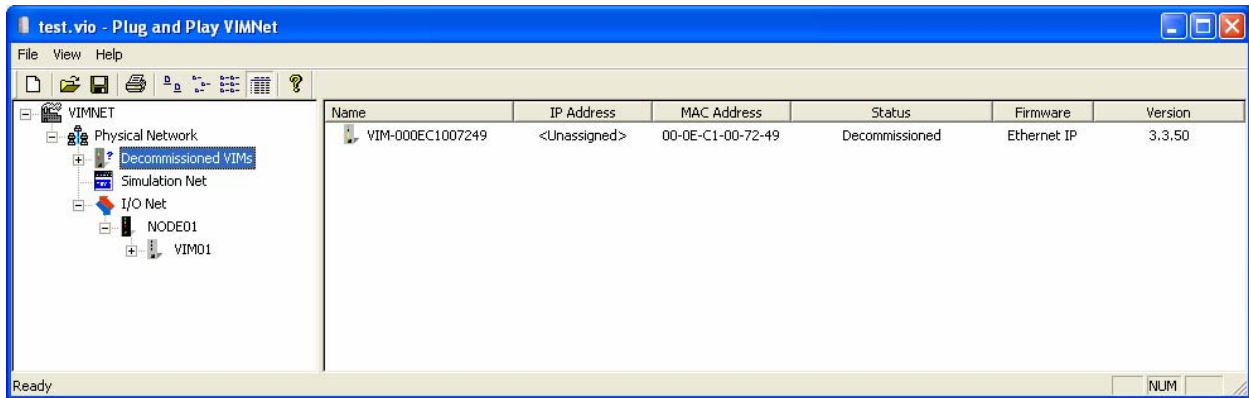 test.vio - Plug and Play VIMNet
File View Help
VIMNET
Physical Network
Decommissioned VIMs
Simulation Net
I/O Net
NODE01
VIM01
Name IP Address MAC Address Status Firmware Version
VIM-000EC1007249 <Unassigned> 00-0E-C1-00-72-49 Decommissioned Ethernet IP 3.3.50
Ready NUM